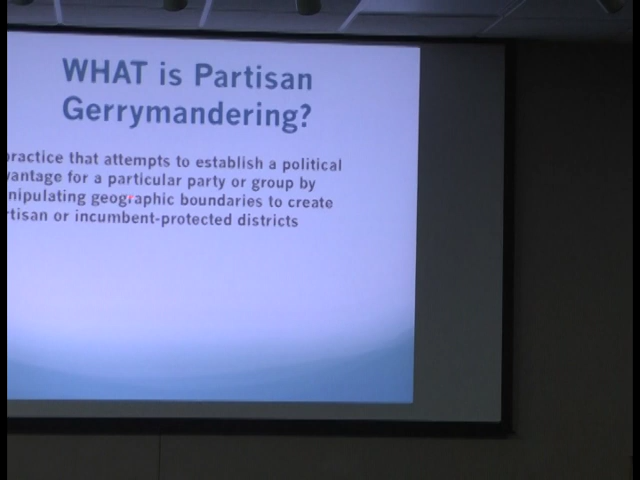 WHAT is Partisan
Gerrymandering?
practice that attempts to establish a political
vantage for a particular party or group by
nipulating geographic boundaries to create
rtisan or incumbent-protected districts